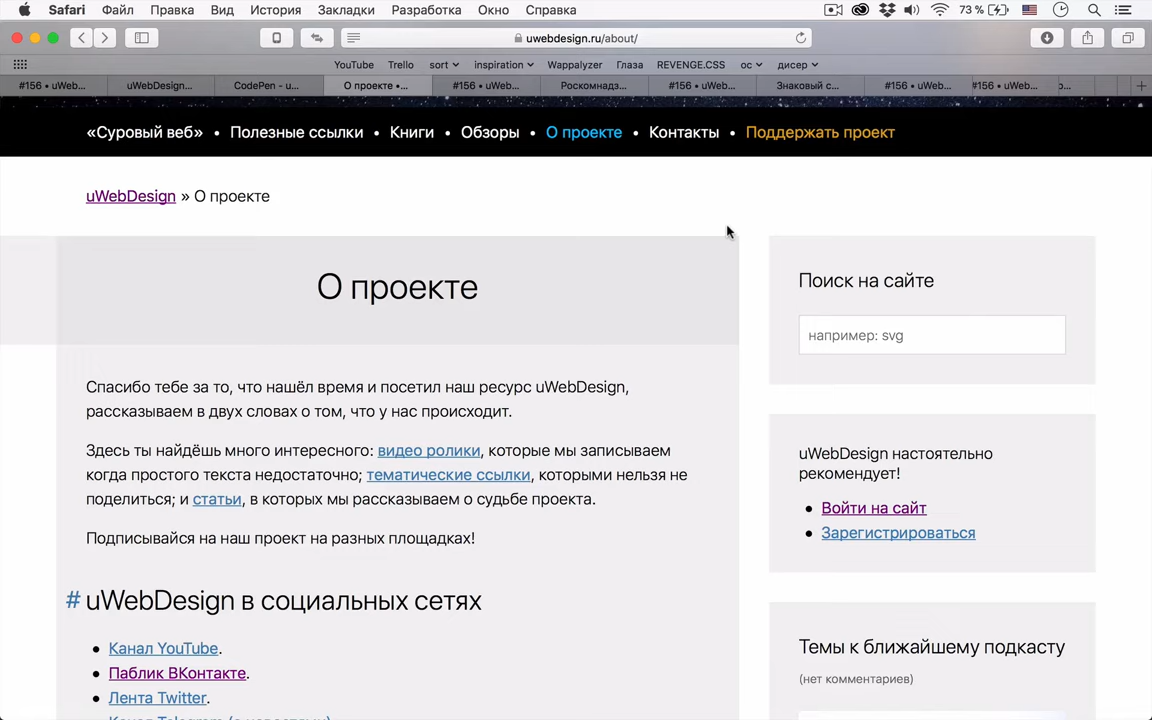 Safari Файл Правка Вид История Закладки Разработка Окно Справка 73 %
uwebdesign.ru/about/
YouTube Trello sort inspiration Wappalyzer Глаза REVENGE.CSS ос дисер
#156 • uWeb... uWebDesign... CodePen - u... О проекте •... #156 • uWeb... Роскомнадз... #156 • uWeb... Знаковый с... #156 • uWeb... #156 • uWeb...
«Суровый веб» • Полезные ссылки • Книги • Обзоры • О проекте • Контакты • Поддержать проект
uWebDesign » О проекте
О проекте
Спасибо тебе за то, что нашёл время и посетил наш ресурс uWebDesign,
рассказываем в двух словах о том, что у нас происходит.
Здесь ты найдёшь много интересного: видео ролики, которые мы записываем
когда простого текста недостаточно; тематические ссылки, которыми нельзя не
поделиться; и статьи, в которых мы рассказываем о судьбе проекта.
Подписывайся на наш проект на разных площадках!
# uWebDesign в социальных сетях
• Канал YouTube.
• Паблик ВКонтакте.
• Лента Twitter.
Поиск на сайте
например: svg
uWebDesign настоятельно
рекомендует!
• Войти на сайт
• Зарегистрироваться
Темы к ближайшему подкасту
(нет комментариев)